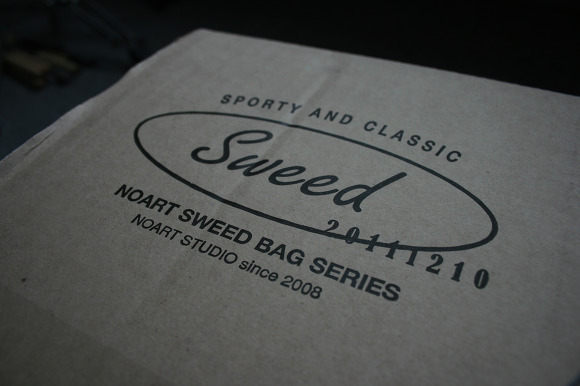 SPORTY AND CLASSIC
Sweed
20111210
NOART SWEED BAG SERIES
NOART STUDIO since 2008